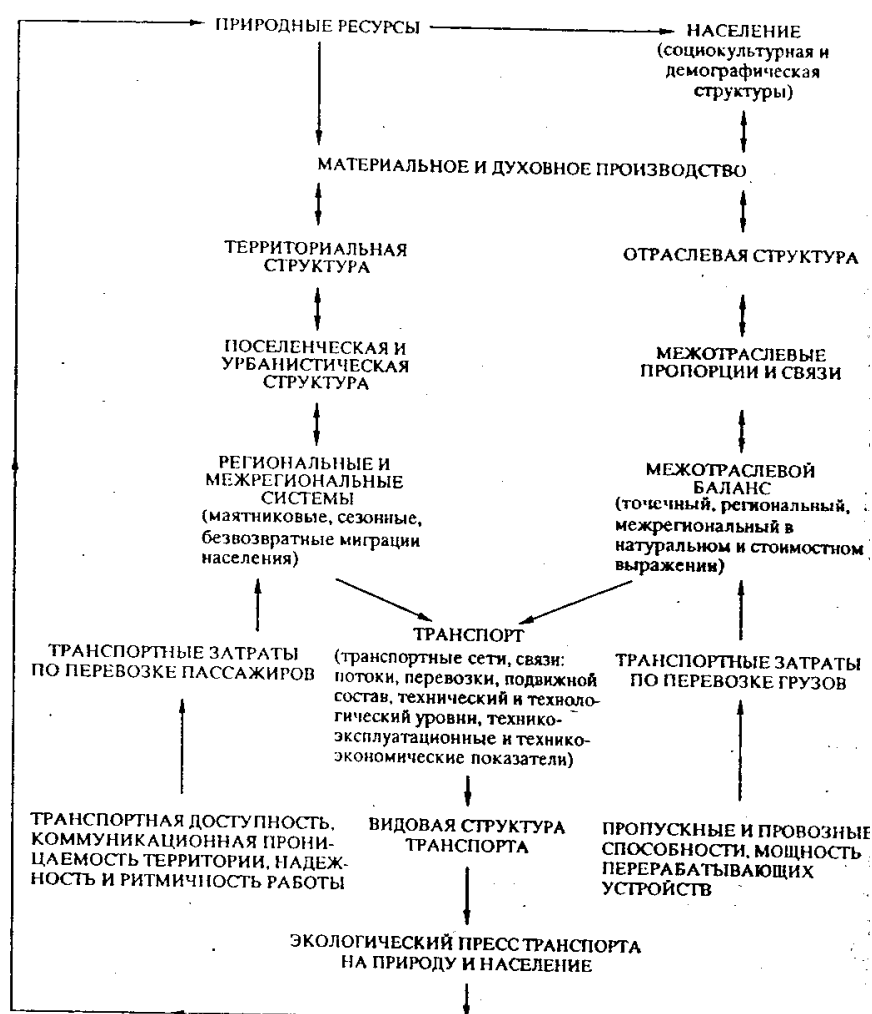 ПРИРОДНЫЕ РЕСУРСЫ
НАСЕЛЕНИЕ
(социокультурная и
демографическая
структуры)
МАТЕРИАЛЬНОЕ И ДУХОВНОЕ ПРОИЗВОДСТВО
ТЕРРИТОРИАЛЬНАЯ
СТРУКТУРА
ОТРАСЛЕВАЯ СТРУКТУРА
ПОСЕЛЕНЧЕСКАЯ И
УРБАНИСТИЧЕСКАЯ
СТРУКТУРА
МЕЖОТРАСЛЕВЫЕ
ПРОПОРЦИИ И СВЯЗИ
РЕГИОНАЛЬНЫЕ И
МЕЖРЕГИОНАЛЬНЫЕ
СИСТЕМЫ
(маятниковые, сезонные,
безвозвратные миграции
населения)
МЕЖОТРАСЛЕВОЙ
БАЛАНС
(точечный, региональный,
межрегиональный в
натуральном и стоимостном
выражении)
ТРАНСПОРТНЫЕ ЗАТРАТЫ
ПО ПЕРЕВОЗКЕ ПАССАЖИРОВ
ТРАНСПОРТ
(транспортные сети, связи:
потоки, перевозки, подвижной
состав, технический и техноло-
гический уровни, технико-
эксплуатационные и технико-
экономические показатели)
ТРАНСПОРТНЫЕ ЗАТРАТЫ
ПО ПЕРЕВОЗКЕ ГРУЗОВ
ТРАНСПОРТНАЯ ДОСТУПНОСТЬ,
КОММУНИКАЦИОННАЯ ПРОНИ-
ЦАЕМОСТЬ ТЕРРИТОРИИ, НАДЕЖ-
НОСТЬ И РИТМИЧНОСТЬ РАБОТЫ
ВИДОВАЯ СТРУКТУРА
ТРАНСПОРТА
ПРОПУСКНЫЕ И ПРОВОЗНЫЕ
СПОСОБНОСТИ, МОЩНОСТЬ
ПЕРЕРАБАТЫВАЮЩИХ
УСТРОЙСТВ
ЭКОЛОГИЧЕСКИЙ ПРЕСС ТРАНСПОРТА
НА ПРИРОДУ И НАСЕЛЕНИЕ